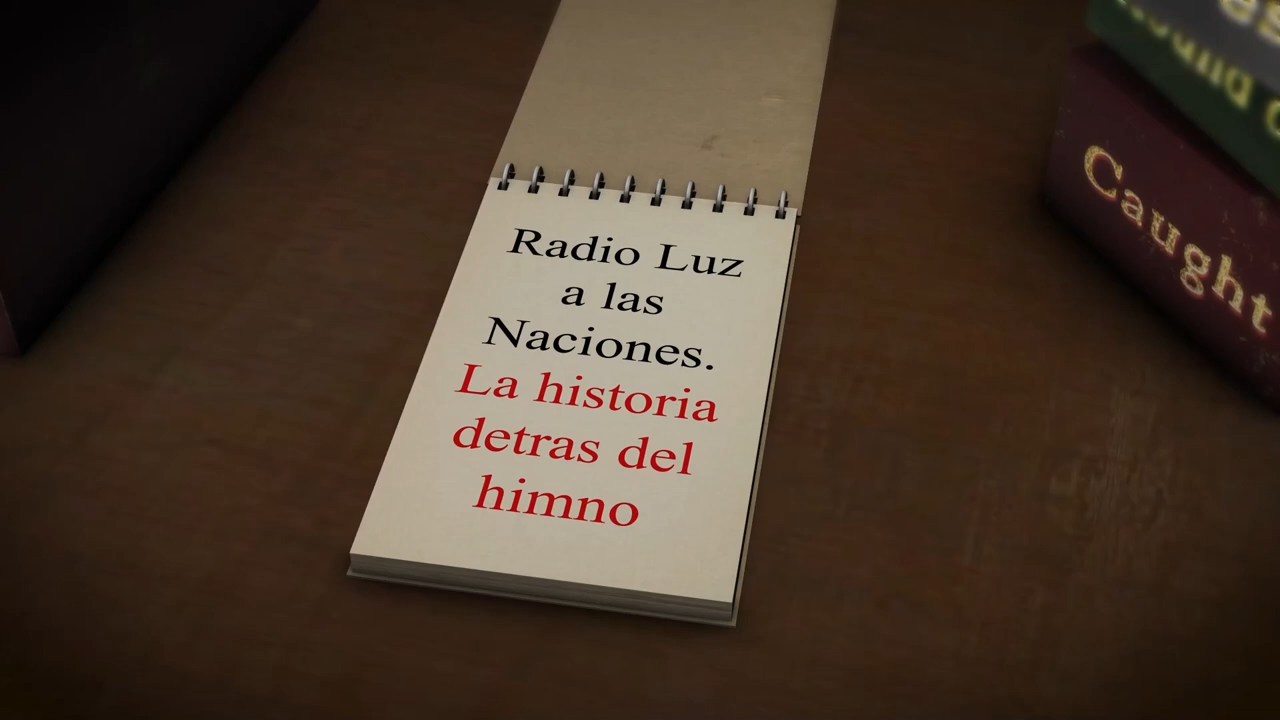 Radio Luz
a las
Naciones.
La historia
detras del
himno
Caught